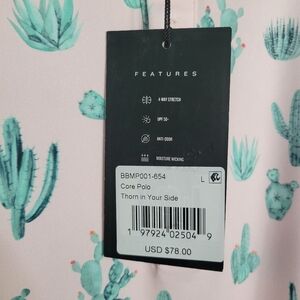 FEATURES
4-WAY STRETCH
UPF 50+
ANTI-ODOR
MOISTURE WICKING
BBMP001-654
L
Core Polo
Thorn in Your Side
1 97924 02504 9
USD $78.00